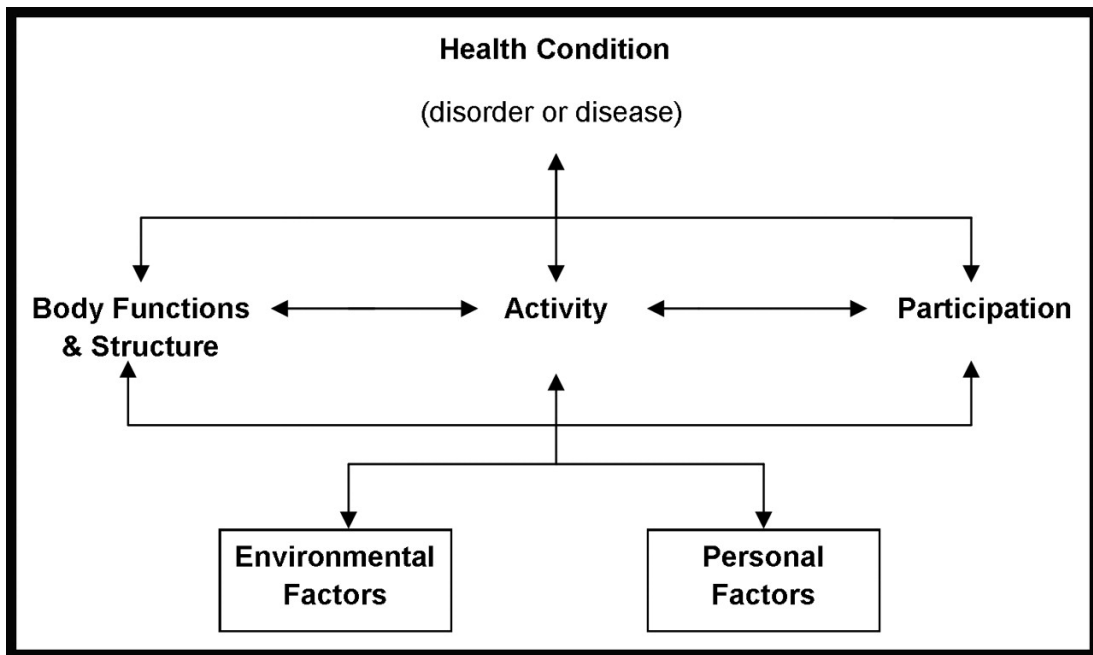 Health Condition
(disorder or disease)
Body Functions
& Structure
Activity
Participation
Environmental
Factors
Personal
Factors